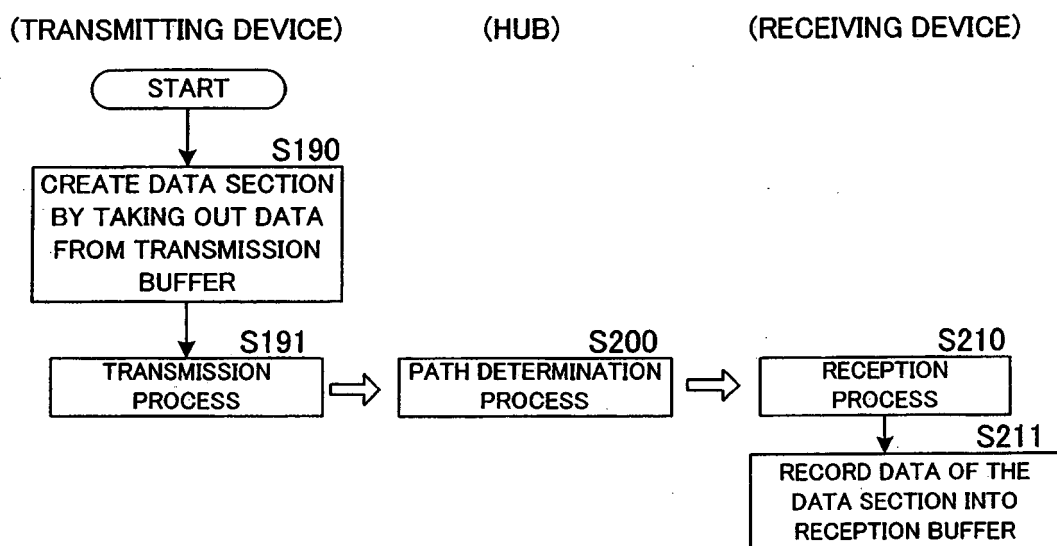 (TRANSMITTING DEVICE)
(HUB)
(RECEIVING DEVICE)
START
S190
CREATE DATA SECTION
BY TAKING OUT DATA
FROM TRANSMISSION
BUFFER
S191
TRANSMISSION
PROCESS
S200
PATH DETERMINATION
PROCESS
S210
RECEPTION
PROCESS
S211
RECORD DATA OF THE
DATA SECTION INTO
RECEPTION BUFFER